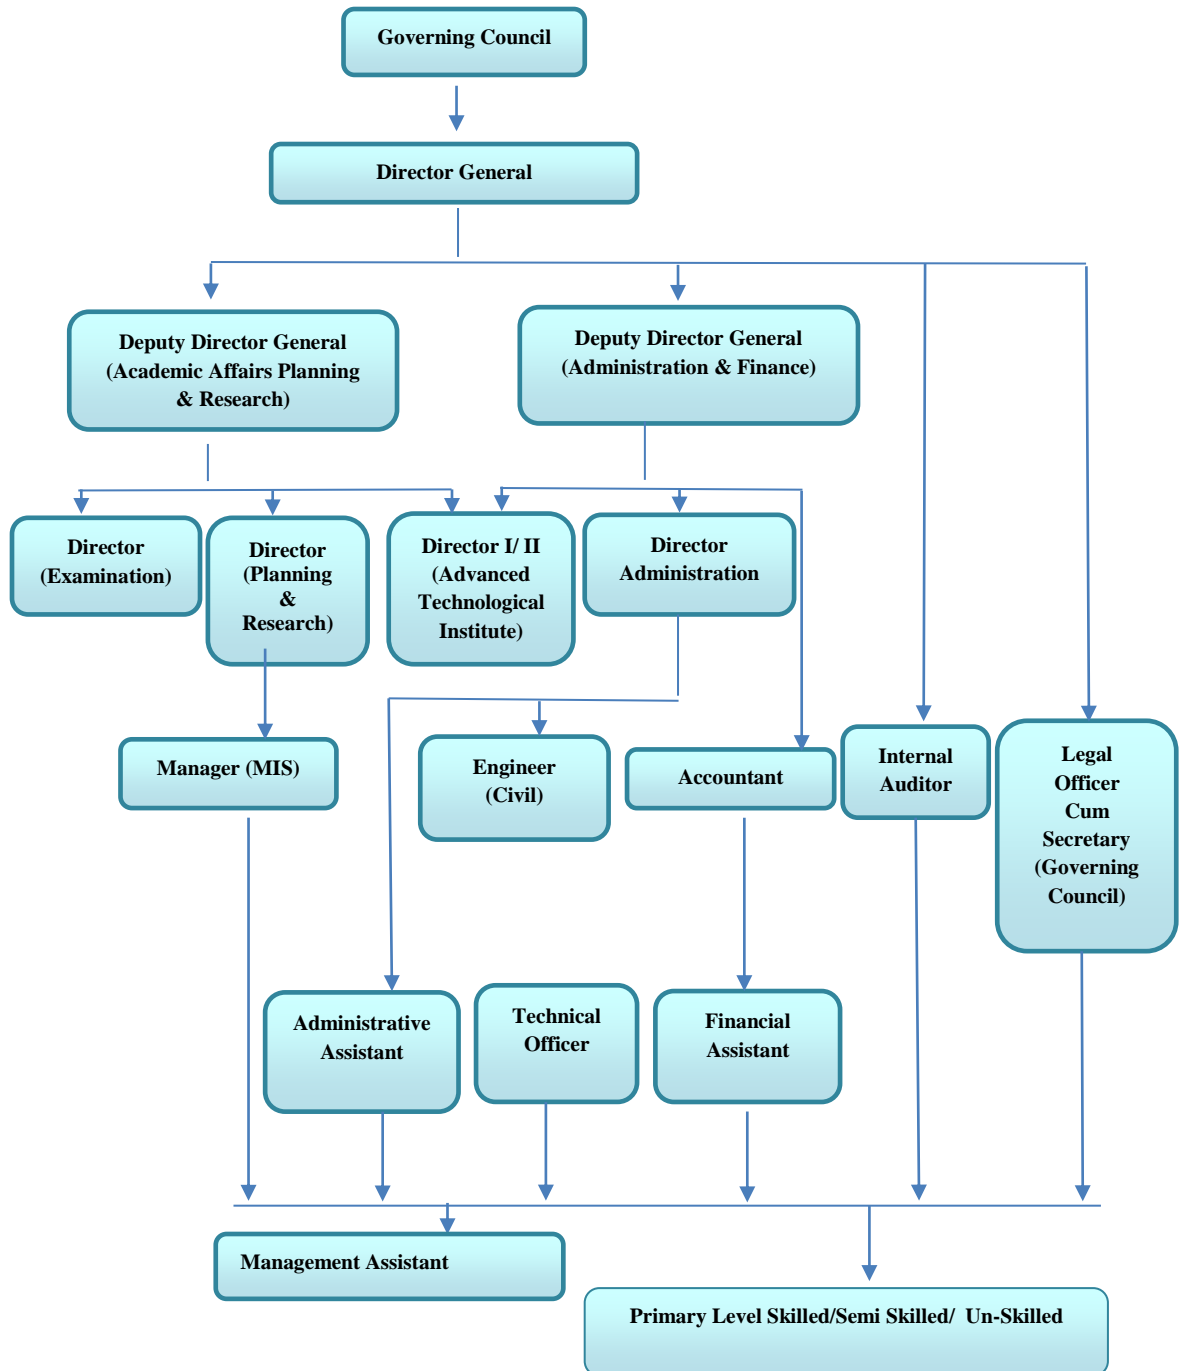 Governing Council
Director General
Deputy Director General
(Academic Affairs Planning
& Research)
Deputy Director General
(Administration & Finance)
Director
(Examination)
Director
(Planning
&
Research)
Director I/ II
(Advanced
Technological
Institute)
Director
Administration
Manager (MIS)
Engineer
(Civil)
Accountant
Internal
Auditor
Legal
Officer
Cum
Secretary
(Governing
Council)
Administrative
Assistant
Technical
Officer
Financial
Assistant
Management Assistant
Primary Level Skilled/Semi Skilled/ Un-Skilled